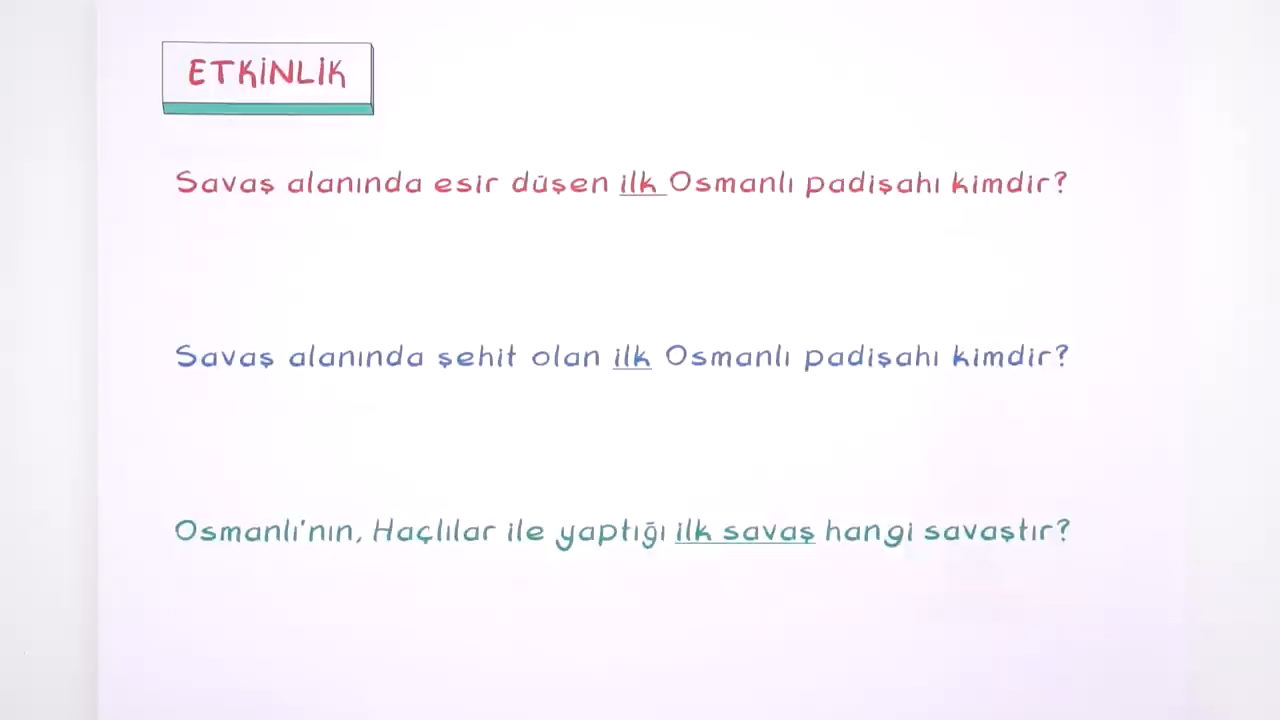 ETKİNLİK
Savaş alanında esir düşen ilk Osmanlı padişahı kimdir?
Savaş alanında şehit olan ilk Osmanlı padişahı kimdir?
Osmanlı'nın, Haçlılar ile yaptığı ilk savaş hangi savaştır?